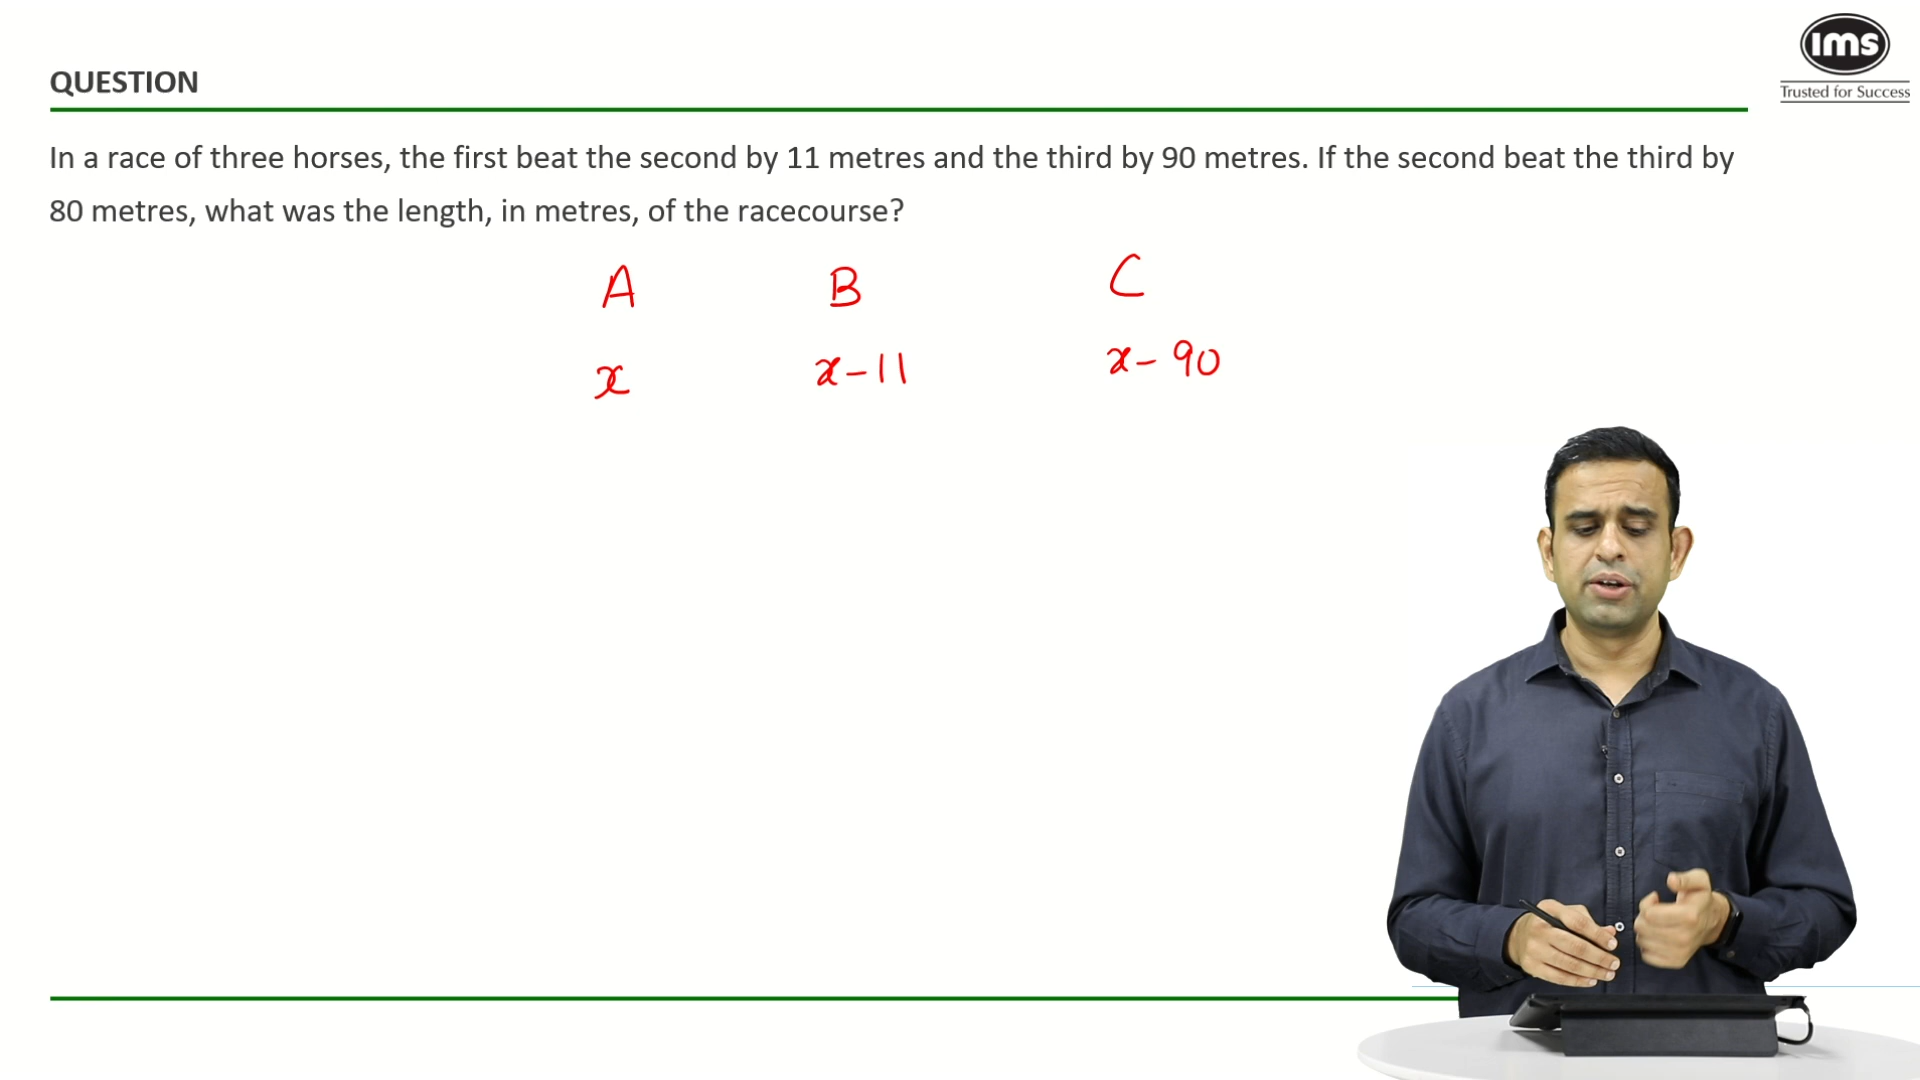 ims
Trusted for Success
QUESTION
In a race of three horses, the first beat the second by 11 metres and the third by 90 metres. If the second beat the third by
80 metres, what was the length, in metres, of the racecourse?
A B C
x x-11 x-90